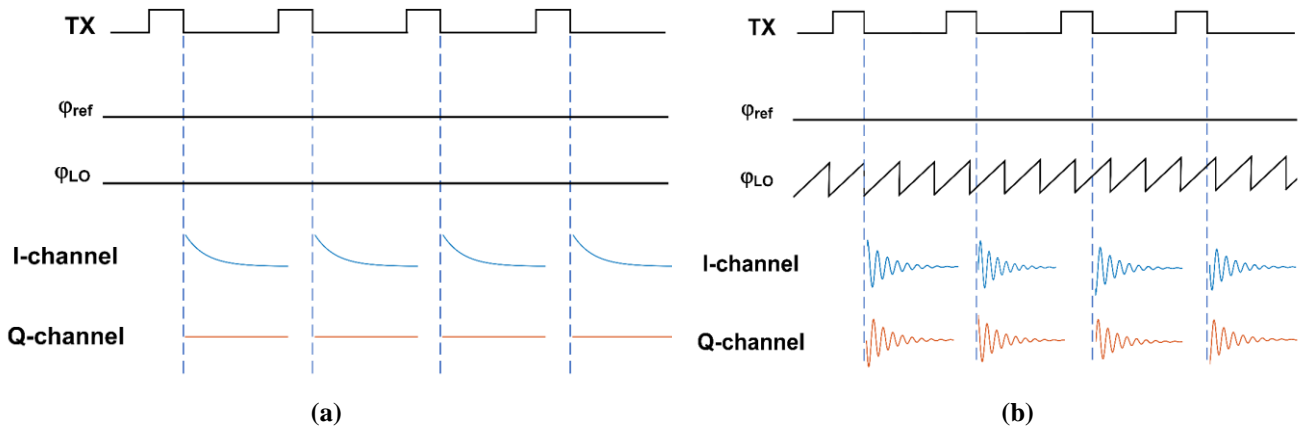 TX
φref
φLO
I-channel
Q-channel
(a)
TX
φref
φLO
I-channel
Q-channel
(b)